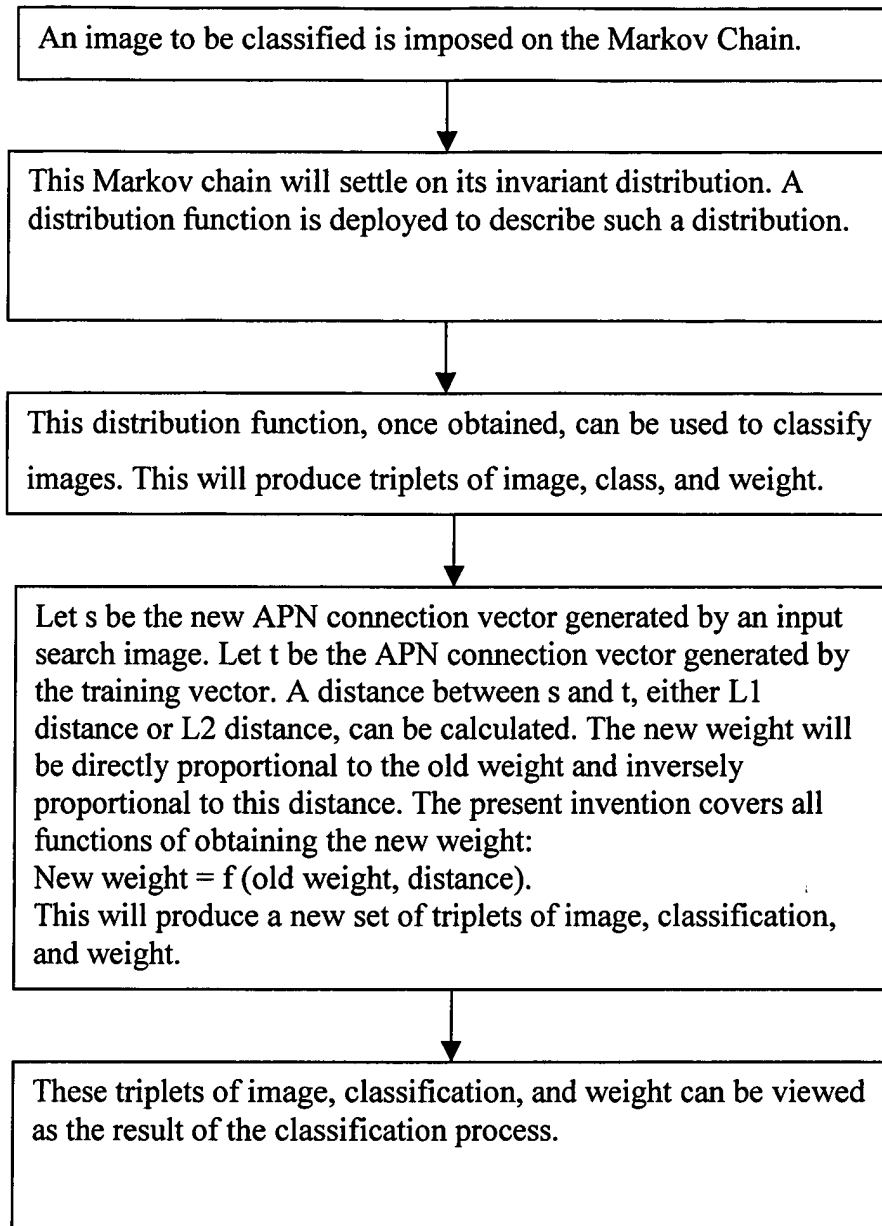 An image to be classified is imposed on the Markov Chain.
This Markov chain will settle on its invariant distribution. A
distribution function is deployed to describe such a distribution.
This distribution function, once obtained, can be used to classify
images. This will produce triplets of image, class, and weight.
Let s be the new APN connection vector generated by an input
search image. Let t be the APN connection vector generated by
the training vector. A distance between s and t, either L1
distance or L2 distance, can be calculated. The new weight will
be directly proportional to the old weight and inversely
proportional to this distance. The present invention covers all
functions of obtaining the new weight:
New weight = f (old weight, distance).
This will produce a new set of triplets of image, classification,
and weight.
These triplets of image, classification, and weight can be viewed
as the result of the classification process.